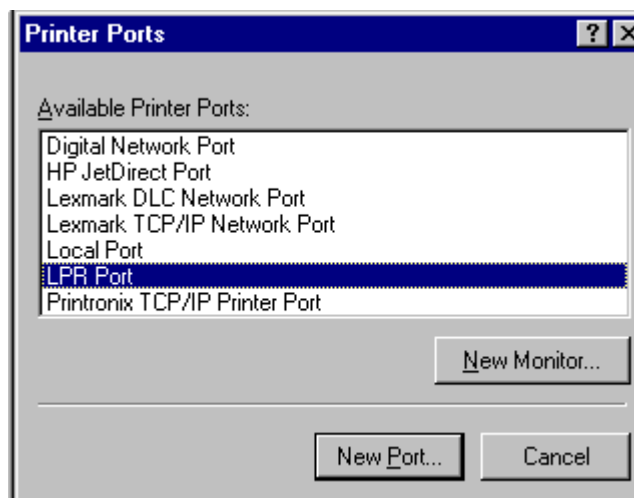 Printer Ports
Available Printer Ports:
Digital Network Port
HP JetDirect Port
Lexmark DLC Network Port
Lexmark TCP/IP Network Port
Local Port
LPR Port
Printronix TCP/IP Printer Port
New Monitor...
New Port...
Cancel